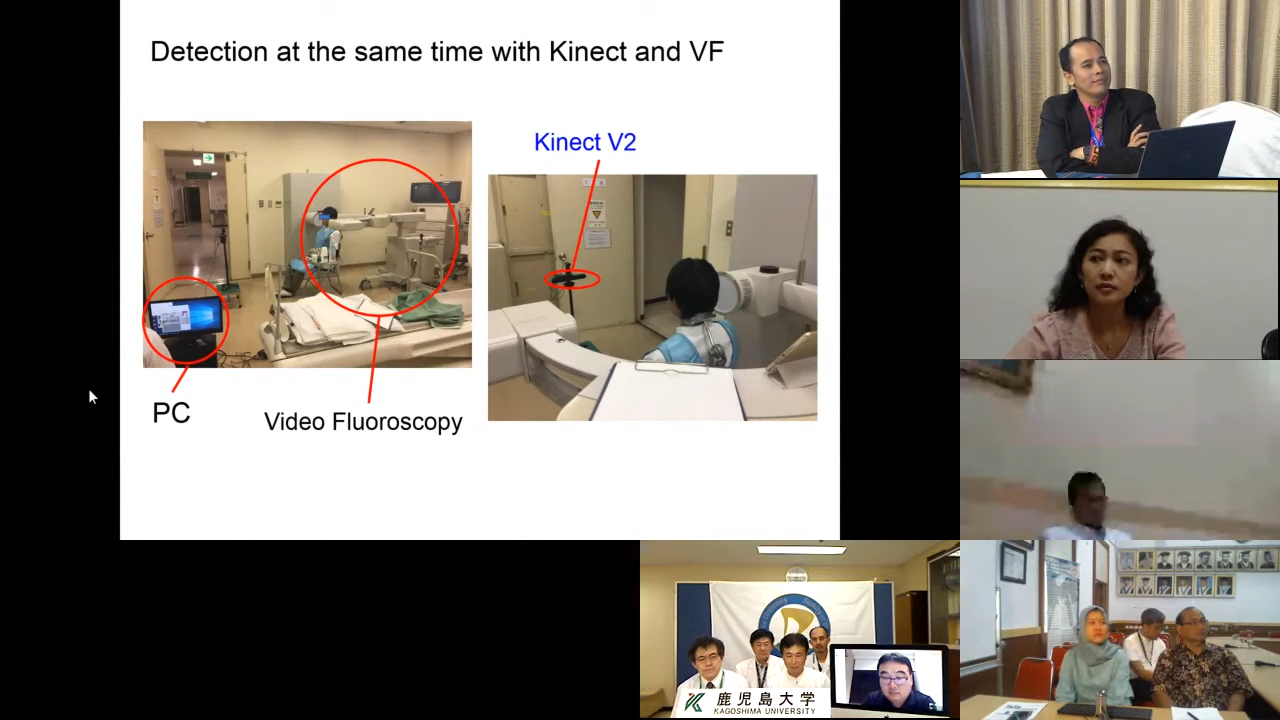 Detection at the same time with Kinect and VF
Kinect V2
PC
Video Fluoroscopy
鹿児島大学
KAGOSHIMA UNIVERSITY